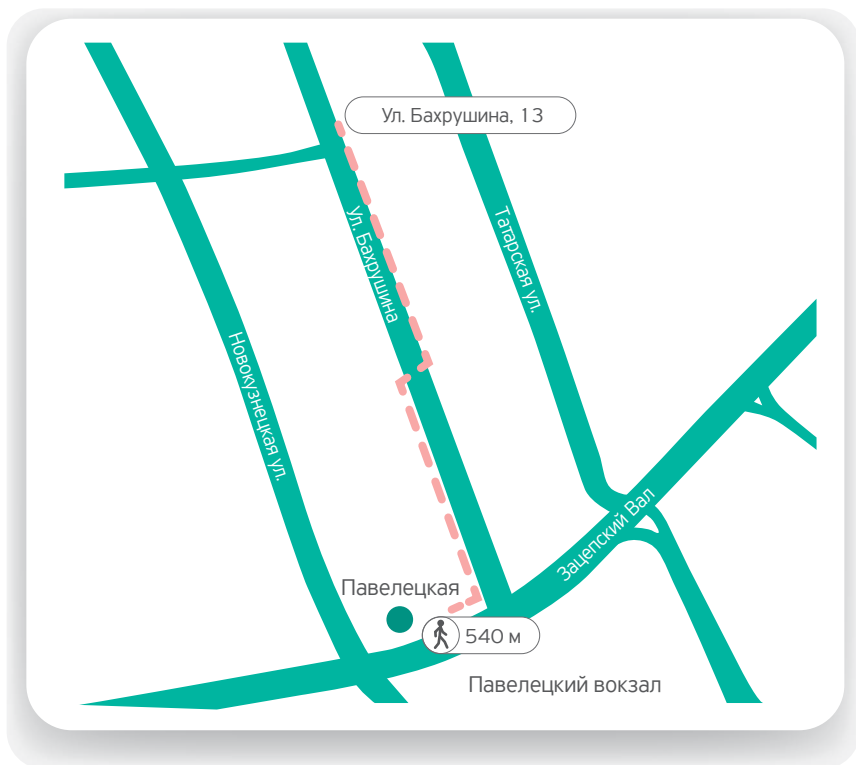 Ул. Бахрушина, 13
Ул. Бахрушина
Татарская ул.
Новокузнецкая ул.
Зацепский Вал
Павелецкая
540 м
Павелецкий вокзал